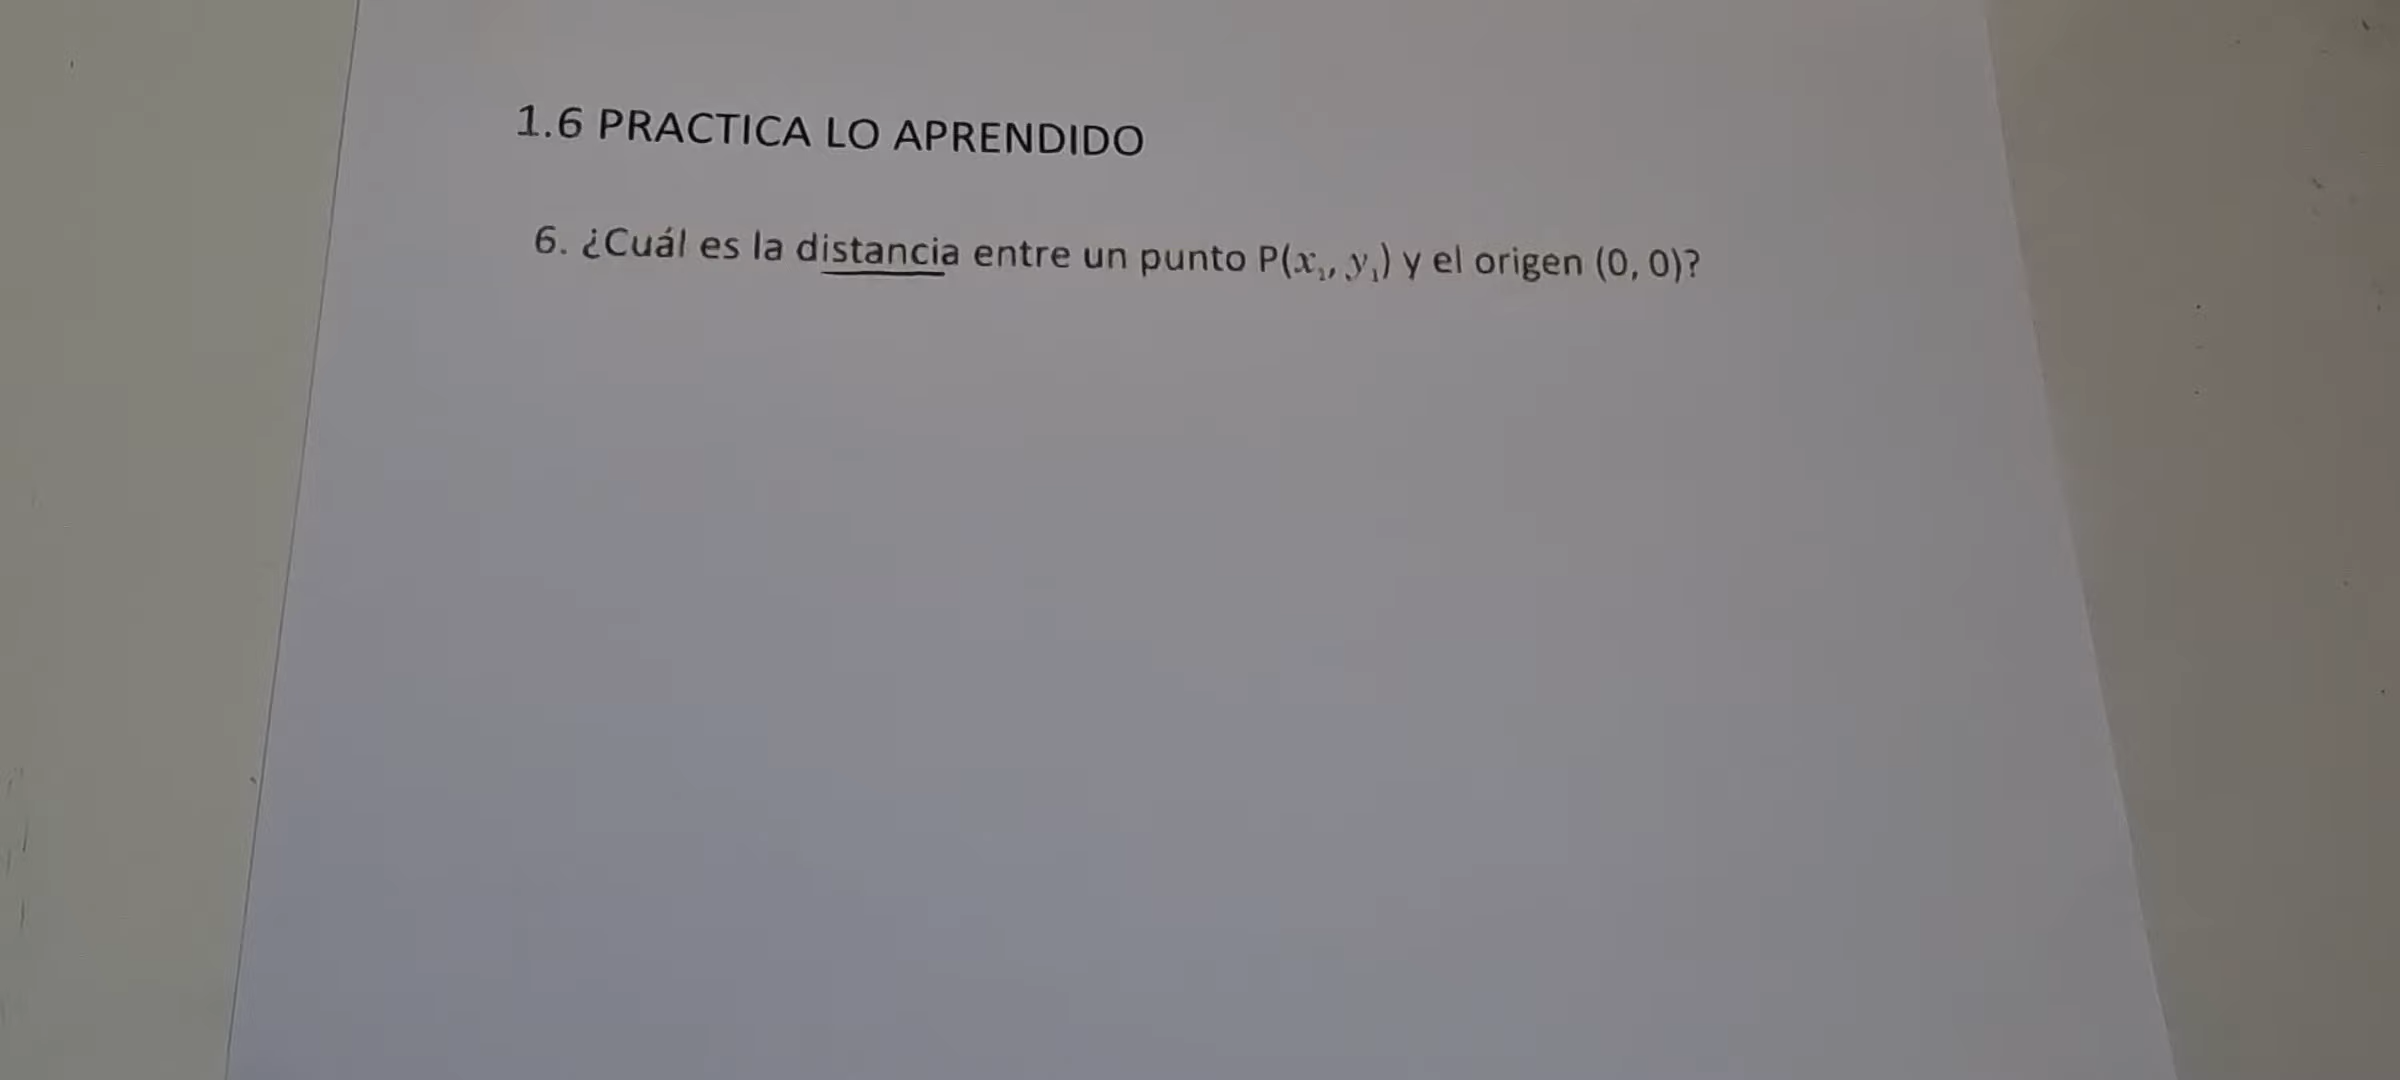 1.6 PRACTICA LO APRENDIDO
6. ¿Cuál es la distancia entre un punto P(x₁, y₁) y el origen (0, 0)?